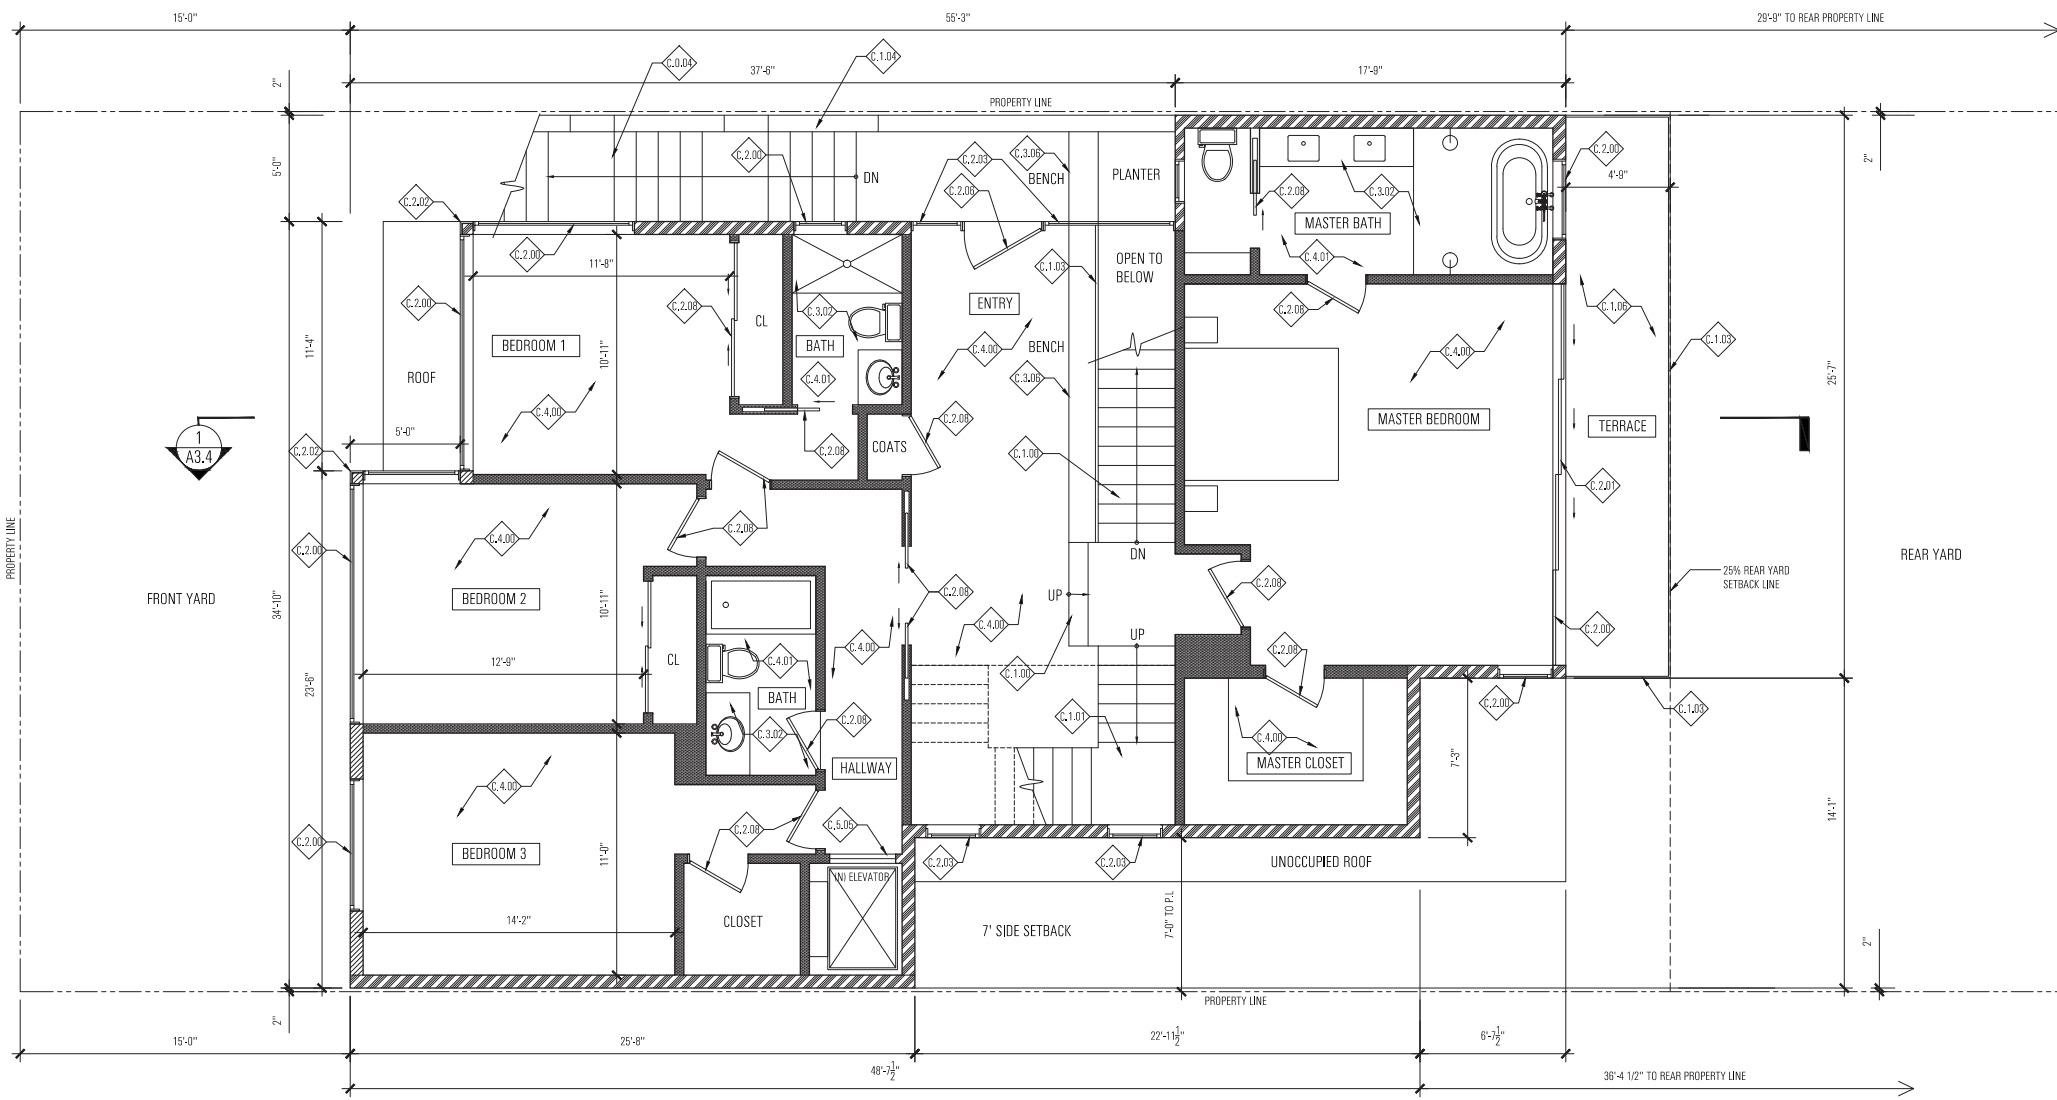 15'-0"
55'-3"
29'-9" TO REAR PROPERTY LINE
C.0.04
C.1.04
37'-6"
17'-9"
2"
PROPERTY LINE
5'-0"
C.2.00
C.2.03
C.3.06
BENCH
PLANTER
C.2.00
2"
4'-9"
DN
C.2.06
C.2.08
C.3.02
C.2.02
MASTER BATH
C.2.00
11'-8"
C.4.01
OPEN TO
BELOW
C.1.03
ENTRY
C.2.00
C.2.08
CL
C.3.02
C.2.08
C.1.06
C.1.03
11'-4"
BEDROOM 1
10'-11"
BATH
C.4.00
BENCH
C.4.00
ROOF
C.4.01
C.3.06
25'-7"
C.4.00
C.2.08
MASTER BEDROOM
TERRACE
5'-0"
1
A3.4
C.2.02
C.2.08
COATS
C.1.00
C.2.01
PROPERTY LINE
C.2.00
C.4.00
C.2.08
DN
REAR YARD
25% REAR YARD
SETBACK LINE
FRONT YARD
34'-10"
BEDROOM 2
10'-11"
C.2.08
UP
C.2.08
C.4.00
UP
C.2.00
12'-9"
CL
C.4.01
C.4.00
C.2.08
23'-6"
BATH
C.1.00
C.2.00
C.1.03
C.3.02
C.2.08
C.1.01
C.4.00
HALLWAY
MASTER CLOSET
7'-3"
C.4.00
14'-1"
C.2.00
C.2.08
C.5.05
BEDROOM 3
11'-0"
C.2.03
C.2.03
UNOCCUPIED ROOF
(N) ELEVATOR
14'-2"
CLOSET
7' SIDE SETBACK
7'-0" TO P.L
2"
PROPERTY LINE
2"
15'-0"
25'-8"
22'-11 1/2"
6'-7 1/2"
48'-7 1/2"
36'-4 1/2" TO REAR PROPERTY LINE